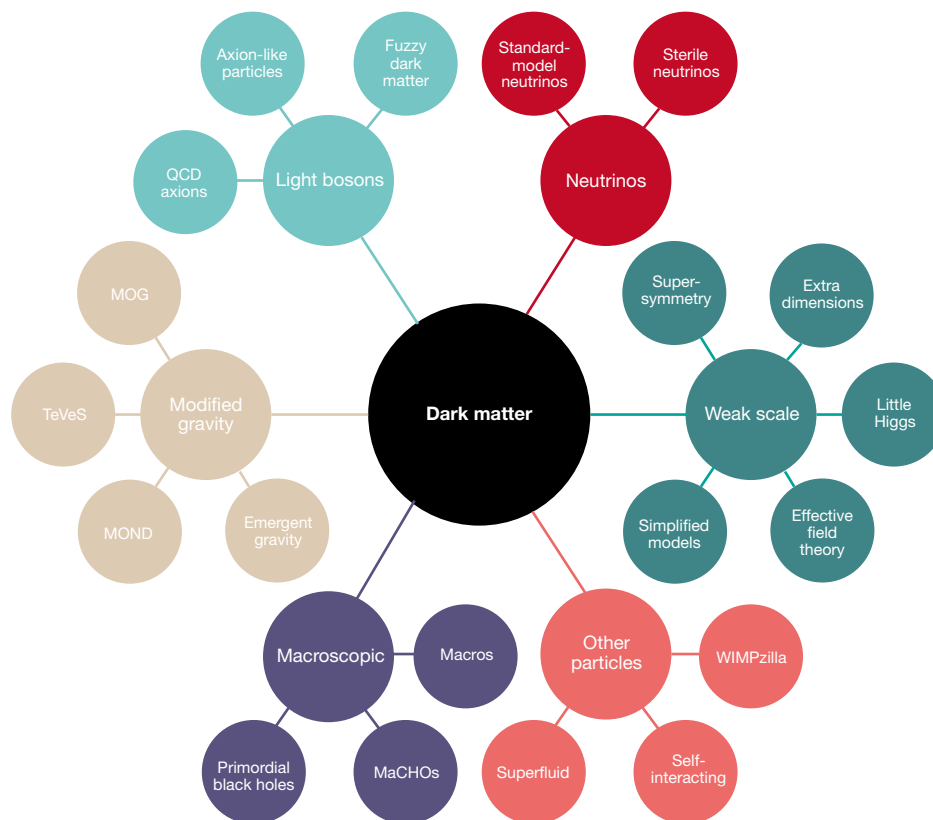 Axion-like
particles
Fuzzy
dark
matter
Standard-
model
neutrinos
Sterile
neutrinos
QCD
axions
Light bosons
Neutrinos
MOG
Super-
symmetry
Extra
dimensions
TeVeS
Modified
gravity
Dark matter
Weak scale
Little
Higgs
MOND
Emergent
gravity
Simplified
models
Effective
field
theory
Macroscopic
Macros
Other
particles
WIMPzilla
Primordial
black holes
MaCHOs
Superfluid
Self-
interacting